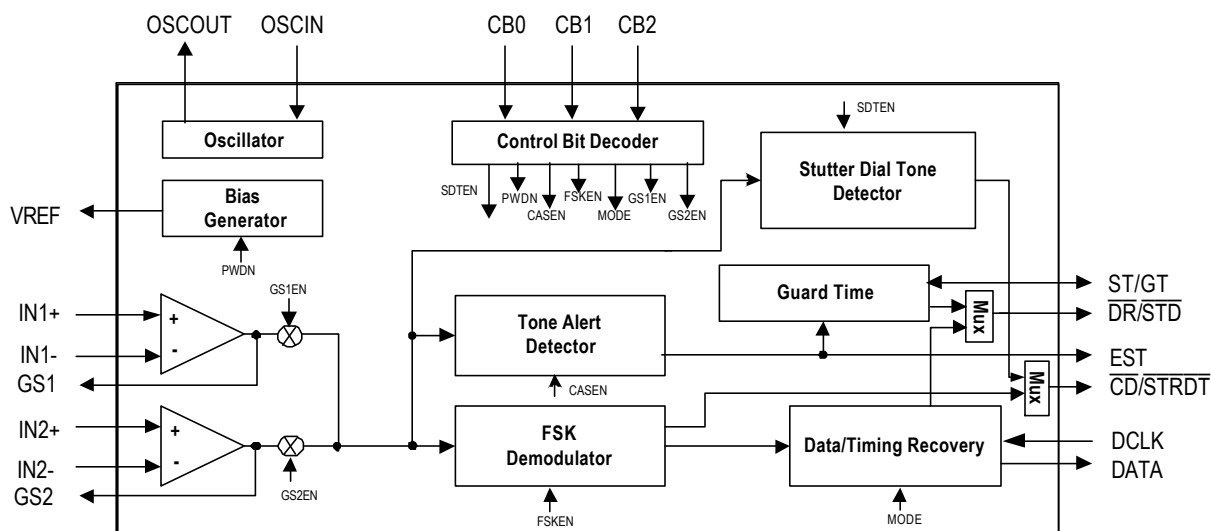 OSCOUT OSCIN CB0 CB1 CB2
Oscillator
Control Bit Decoder
SDTEN
Stutter Dial Tone
Detector
SDTEN
PWDN
CASEN
FSKEN
MODE
GS1EN
GS2EN
VREF
Bias
Generator
PWDN
IN1+
IN1-
GS1
+
-
GS1EN
Tone Alert
Detector
CASEN
Guard Time
Mux
ST/GT
DR/STD
EST
Mux
CD/STRDT
IN2+
IN2-
GS2
+
-
GS2EN
FSK
Demodulator
FSKEN
Data/Timing Recovery
MODE
DCLK
DATA